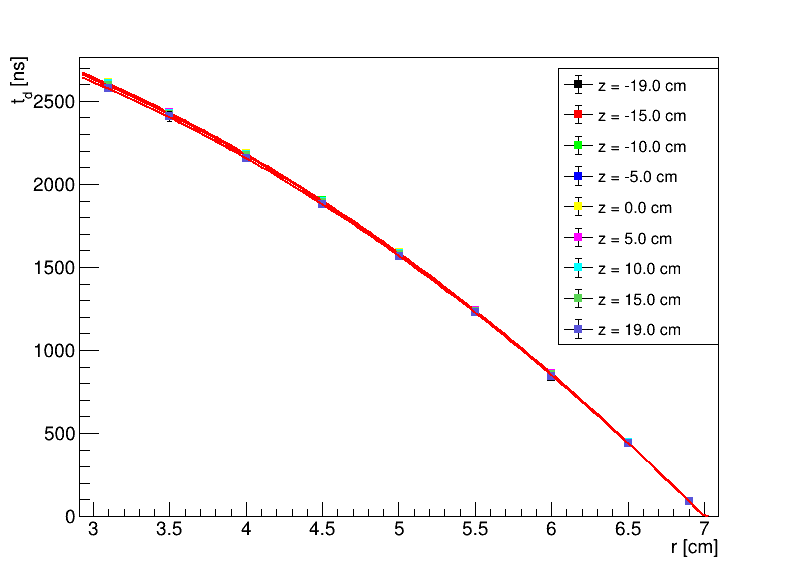 t_d [ns]
2500
2000
1500
1000
500
0
3 3.5 4 4.5 5 5.5 6 6.5 7
r [cm]
z = -19.0 cm
z = -15.0 cm
z = -10.0 cm
z = -5.0 cm
z = 0.0 cm
z = 5.0 cm
z = 10.0 cm
z = 15.0 cm
z = 19.0 cm